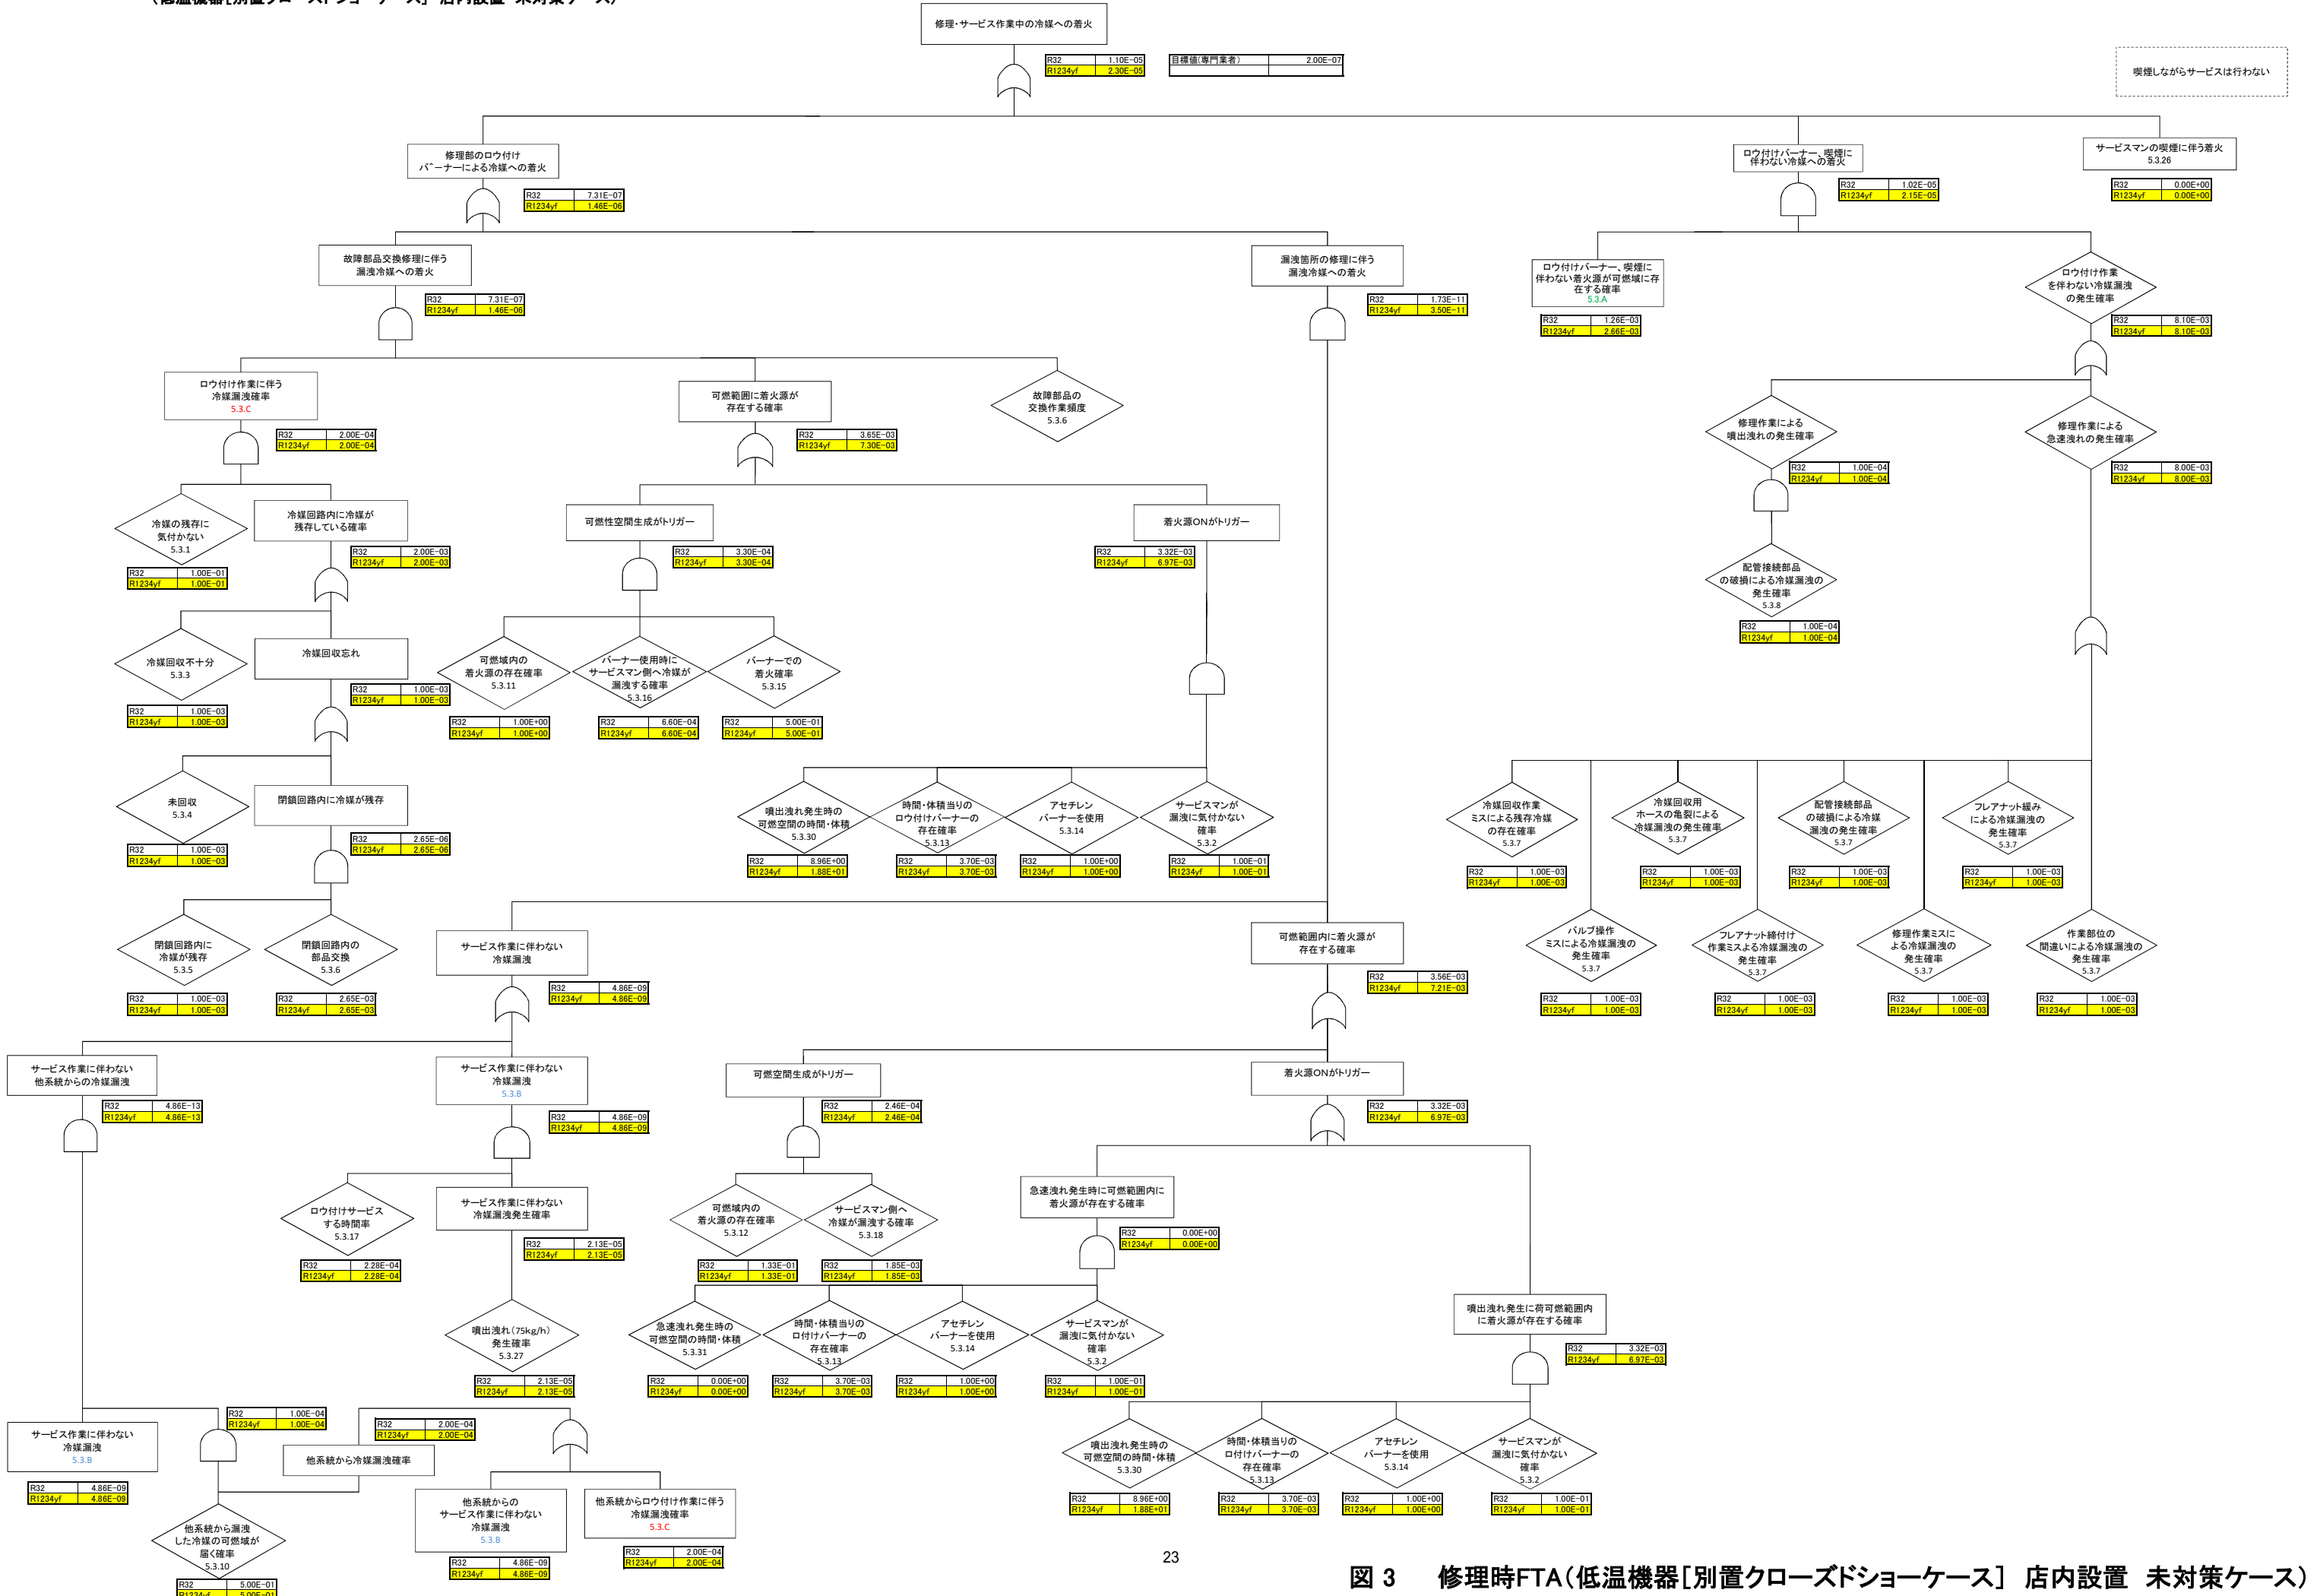 修理・サービス作業中の冷媒への着火
R32 1.10E-05
R1234yf 2.30E-05
目標値(専門業者) 2.00E-07
喫煙しながらサービスは行わない
修理部のロウ付け
バーナーによる冷媒への着火
R32 7.31E-07
R1234yf 1.46E-06
ロウ付けバーナー、喫煙に
伴わない冷媒への着火
R32 1.02E-05
R1234yf 2.15E-05
サービスマンの喫煙に伴う着火
5.3.26
R32 0.00E+00
R1234yf 0.00E+00
故障部品交換修理に伴う
漏洩冷媒への着火
R32 7.31E-07
R1234yf 1.46E-06
漏洩箇所の修理に伴う
漏洩冷媒への着火
R32 1.73E-11
R1234yf 3.50E-11
ロウ付けバーナー、喫煙に
伴わない着火源が可燃域に存
在する確率
5.3.A
R32 1.26E-03
R1234yf 2.66E-03
ロウ付け作業
を伴わない冷媒漏洩
の発生確率
R32 8.10E-03
R1234yf 8.10E-03
ロウ付け作業に伴う
冷媒漏洩確率
5.3.C
R32 2.00E-04
R1234yf 2.00E-04
可燃範囲に着火源が
存在する確率
R32 3.65E-03
R1234yf 7.30E-03
故障部品の
交換作業頻度
5.3.6
修理作業による
噴出洩れの発生確率
R32 1.00E-04
R1234yf 1.00E-04
修理作業による
急速洩れの発生確率
R32 8.00E-03
R1234yf 8.00E-03
冷媒の残存に
気付かない
5.3.1
R32 1.00E-01
R1234yf 1.00E-01
冷媒回路内に冷媒が
残存している確率
R32 2.00E-03
R1234yf 2.00E-03
可燃性空間生成がトリガー
R32 3.30E-04
R1234yf 3.30E-04
着火源ONがトリガー
R32 3.32E-03
R1234yf 6.97E-03
配管接続部品
の破損による冷媒漏洩の
発生確率
5.3.8
R32 1.00E-04
R1234yf 1.00E-04
冷媒回収不十分
5.3.3
R32 1.00E-03
R1234yf 1.00E-03
冷媒回収忘れ
R32 1.00E-03
R1234yf 1.00E-03
可燃域内の
着火源の存在確率
5.3.11
R32 1.00E+00
R1234yf 1.00E+00
バーナー使用時に
サービスマン側へ冷媒が
漏洩する確率
5.3.16
R32 6.60E-04
R1234yf 6.60E-04
バーナーでの
着火確率
5.3.15
R32 5.00E-01
R1234yf 5.00E-01
未回収
5.3.4
R32 1.00E-03
R1234yf 1.00E-03
閉鎖回路内に冷媒が残存
R32 2.65E-06
R1234yf 2.65E-06
噴出洩れ発生時の
可燃空間の時間・体積
5.3.30
R32 8.96E+00
R1234yf 1.88E+01
時間・体積当りの
ロウ付けバーナーの
存在確率
5.3.13
R32 3.70E-03
R1234yf 3.70E-03
アセチレン
バーナーを使用
5.3.14
R32 1.00E+00
R1234yf 1.00E+00
サービスマンが
漏洩に気付かない
確率
5.3.2
R32 1.00E-01
R1234yf 1.00E-01
冷媒回収作業
ミスによる残存冷媒
の存在確率
5.3.7
R32 1.00E-03
R1234yf 1.00E-03
冷媒回収用
ホースの亀裂による
冷媒漏洩の発生確率
5.3.7
R32 1.00E-03
R1234yf 1.00E-03
配管接続部品
の破損による冷媒
漏洩の発生確率
5.3.7
R32 1.00E-03
R1234yf 1.00E-03
フレアナット緩み
による冷媒漏洩の
発生確率
5.3.7
R32 1.00E-03
R1234yf 1.00E-03
閉鎖回路内に
冷媒が残存
5.3.5
R32 1.00E-03
R1234yf 1.00E-03
閉鎖回路内の
部品交換
5.3.6
R32 2.65E-03
R1234yf 2.65E-03
サービス作業に伴わない
冷媒漏洩
R32 4.86E-09
R1234yf 4.86E-09
可燃範囲内に着火源が
存在する確率
R32 3.56E-03
R1234yf 7.21E-03
バルブ操作
ミスによる冷媒漏洩の
発生確率
5.3.7
R32 1.00E-03
R1234yf 1.00E-03
フレアナット締付け
作業ミスよる冷媒漏洩の
発生確率
5.3.7
R32 1.00E-03
R1234yf 1.00E-03
修理作業ミスに
よる冷媒漏洩の
発生確率
5.3.7
R32 1.00E-03
R1234yf 1.00E-03
作業部位の
間違いによる冷媒漏洩の
発生確率
5.3.7
R32 1.00E-03
R1234yf 1.00E-03
サービス作業に伴わない
他系統からの冷媒漏洩
R32 4.86E-13
R1234yf 4.86E-13
サービス作業に伴わない
冷媒漏洩
5.3.B
R32 4.86E-09
R1234yf 4.86E-09
可燃空間生成がトリガー
R32 2.46E-04
R1234yf 2.46E-04
着火源ONがトリガー
R32 3.32E-03
R1234yf 6.97E-03
ロウ付けサービス
する時間率
5.3.17
R32 2.28E-04
R1234yf 2.28E-04
サービス作業に伴わない
冷媒漏洩発生確率
R32 2.13E-05
R1234yf 2.13E-05
可燃域内の
着火源の存在確率
5.3.12
R32 1.33E-01
R1234yf 1.33E-01
サービスマン側へ
冷媒が漏洩する確率
5.3.18
R32 1.85E-03
R1234yf 1.85E-03
急速洩れ発生時に可燃範囲内に
着火源が存在する確率
R32 0.00E+00
R1234yf 0.00E+00
噴出洩れ(75kg/h)
発生確率
5.3.27
R32 2.13E-05
R1234yf 2.13E-05
急速洩れ発生時の
可燃空間の時間・体積
5.3.31
R32 0.00E+00
R1234yf 0.00E+00
時間・体積当りの
ロ付けバーナーの
存在確率
5.3.13
R32 3.70E-03
R1234yf 3.70E-03
アセチレン
バーナーを使用
5.3.14
R32 1.00E+00
R1234yf 1.00E+00
サービスマンが
漏洩に気付かない
確率
5.3.2
R32 1.00E-01
R1234yf 1.00E-01
噴出洩れ発生に荷可燃範囲内
に着火源が存在する確率
R32 3.32E-03
R1234yf 6.97E-03
サービス作業に伴わない
冷媒漏洩
5.3.B
R32 4.86E-09
R1234yf 4.86E-09
R32 1.00E-04
R1234yf 1.00E-04
R32 2.00E-04
R1234yf 2.00E-04
他系統から冷媒漏洩確率
噴出洩れ発生時の
可燃空間の時間・体積
5.3.30
R32 8.96E+00
R1234yf 1.88E+01
時間・体積当りの
ロ付けバーナーの
存在確率
5.3.13
R32 3.70E-03
R1234yf 3.70E-03
アセチレン
バーナーを使用
5.3.14
R32 1.00E+00
R1234yf 1.00E+00
サービスマンが
漏洩に気付かない
確率
5.3.2
R32 1.00E-01
R1234yf 1.00E-01
他系統から漏洩
した冷媒の可燃域が
届く確率
5.3.10
R32 5.00E-01
他系統からの
サービス作業に伴わない
冷媒漏洩
5.3.B
R32 4.86E-09
R1234yf 4.86E-09
他系統からロウ付け作業に伴う
冷媒漏洩確率
5.3.C
R32 2.00E-04
R1234yf 2.00E-04
23
図 3 修理時FTA(低温機器[別置クローズドショーケース] 店内設置 未対策ケース)